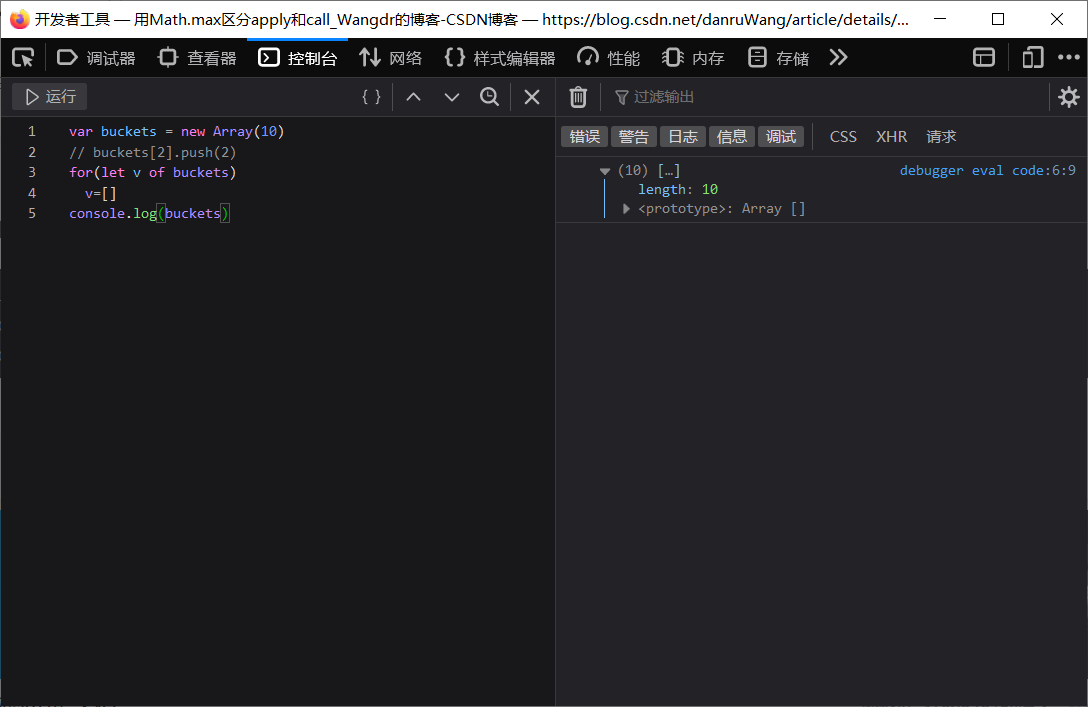 开发者工具 — 用Math.max区分apply和call_Wangdr的博客-CSDN博客 — https://blog.csdn.net/danruWang/article/details/...
调试器 查看器 控制台 网络 样式编辑器 性能 内存 存储
运行
过滤输出
错误 警告 日志 信息 调试 CSS XHR 请求
1 var buckets = new Array(10)
2 // buckets[2].push(2)
3 for(let v of buckets)
4 v=[]
5 console.log(buckets)
(10) […] debugger eval code:6:9
length: 10
<prototype>: Array []